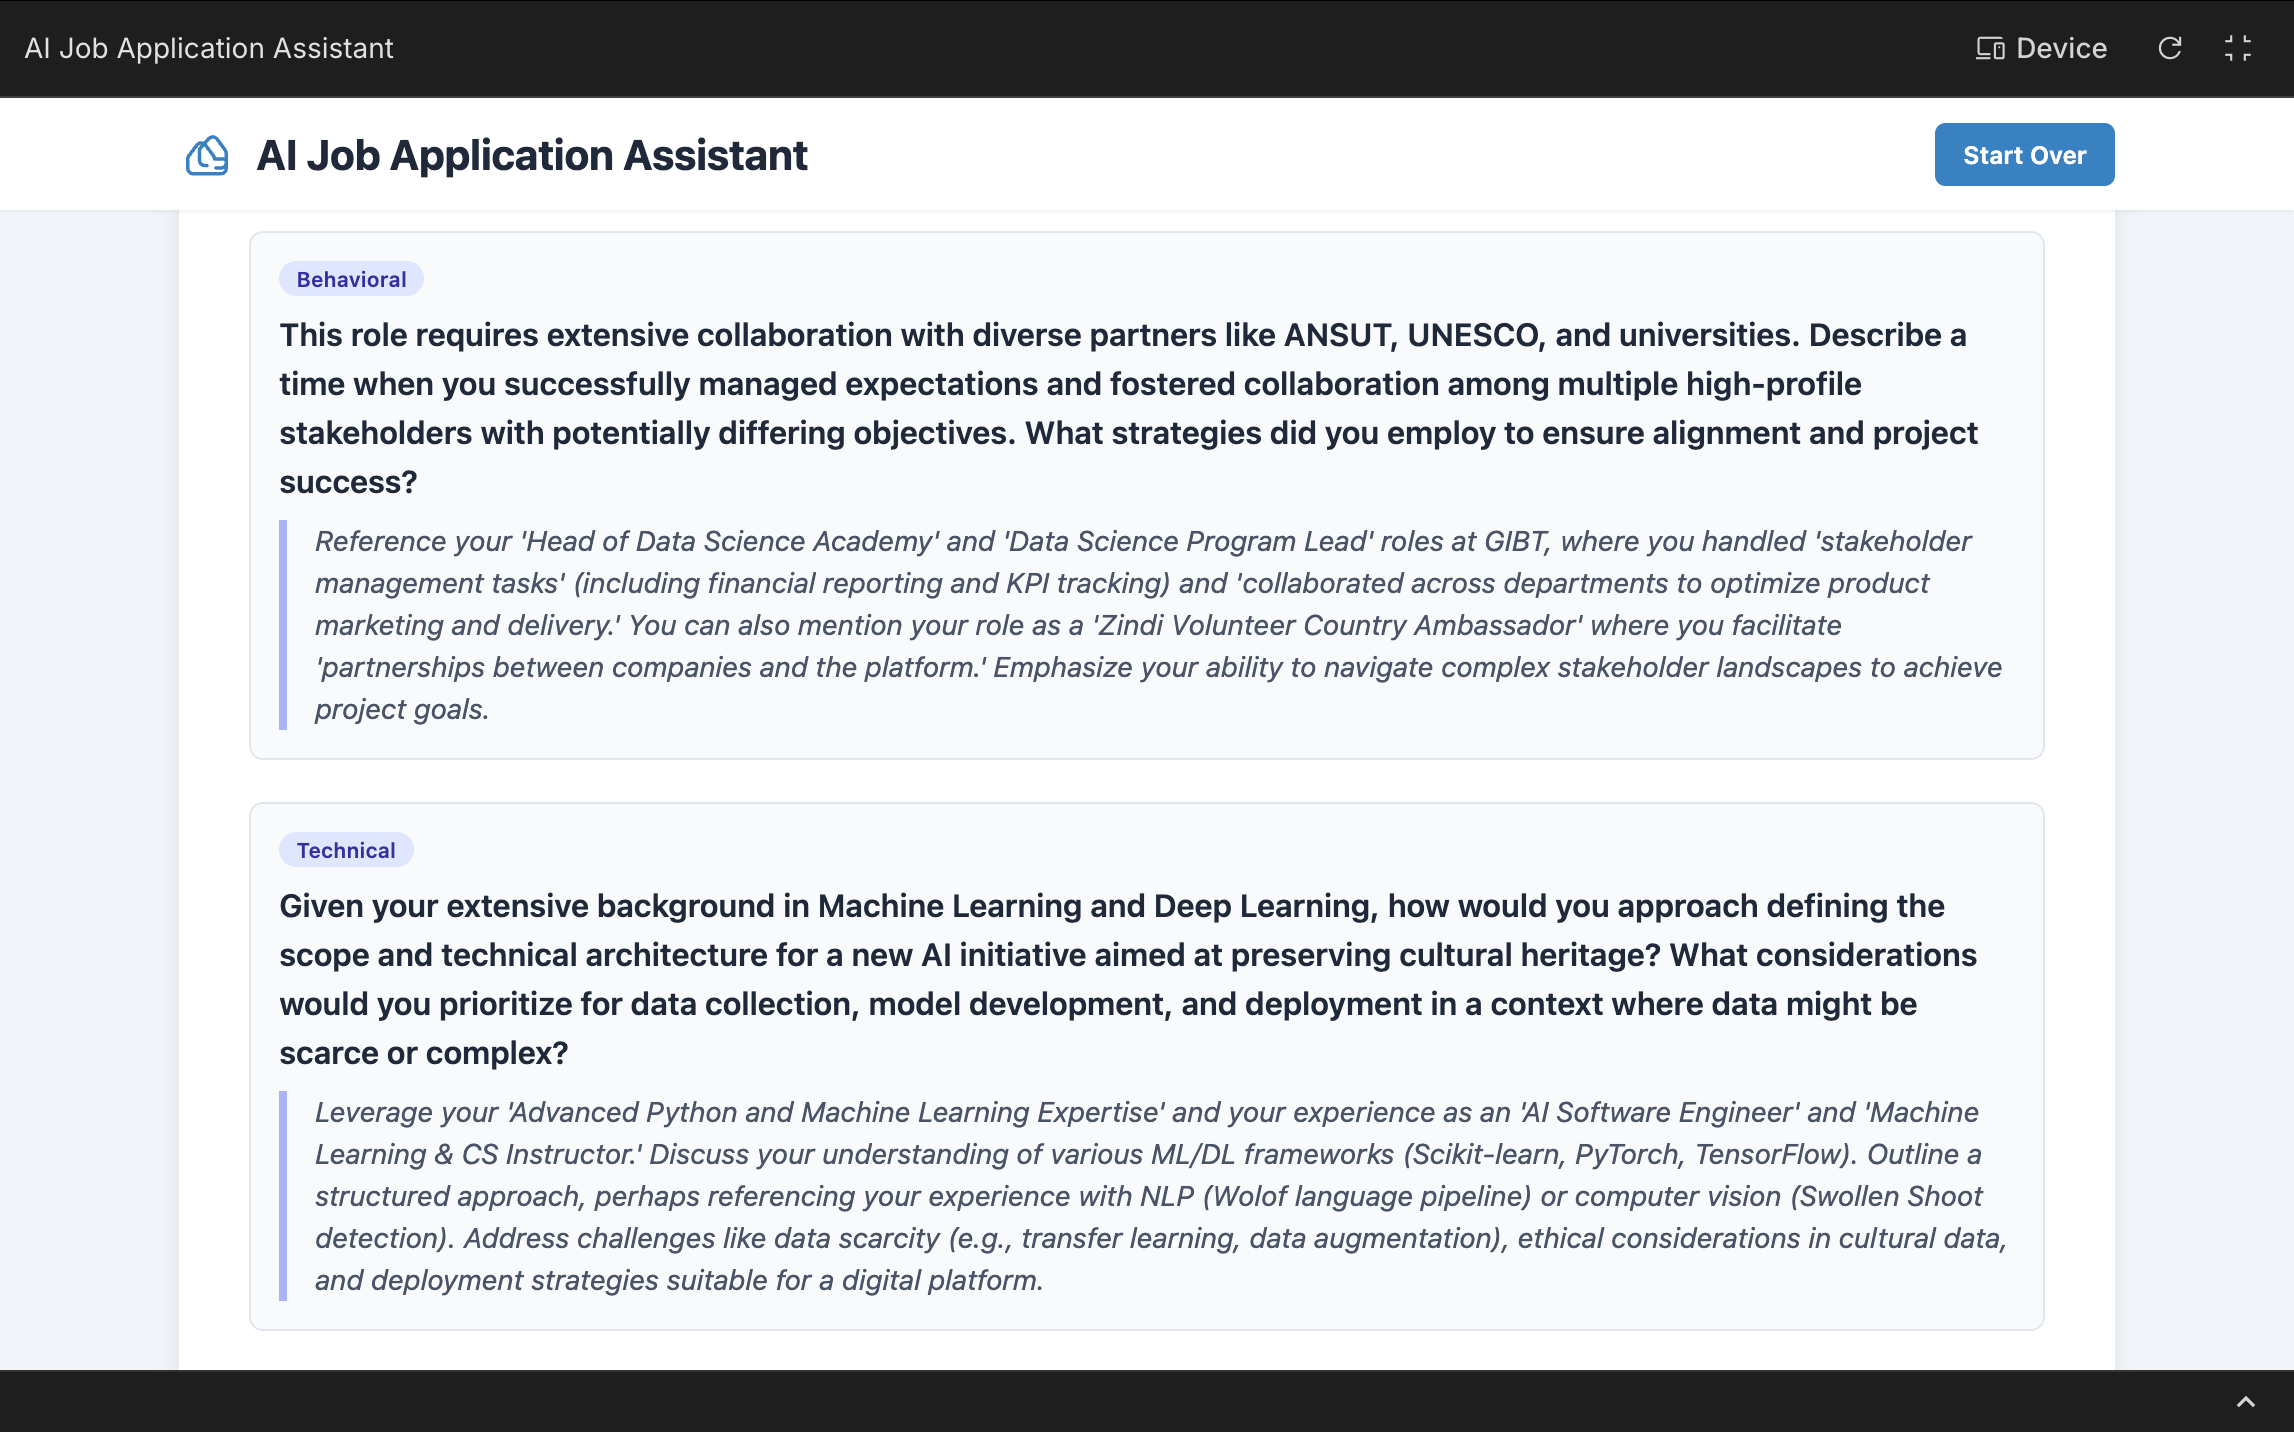 AI Job Application Assistant
Device
AI Job Application Assistant
Start Over
Behavioral
This role requires extensive collaboration with diverse partners like ANSUT, UNESCO, and universities. Describe a
time when you successfully managed expectations and fostered collaboration among multiple high-profile
stakeholders with potentially differing objectives. What strategies did you employ to ensure alignment and project
success?
Reference your 'Head of Data Science Academy' and 'Data Science Program Lead' roles at GIBT, where you handled 'stakeholder
management tasks' (including financial reporting and KPI tracking) and 'collaborated across departments to optimize product
marketing and delivery.' You can also mention your role as a 'Zindi Volunteer Country Ambassador' where you facilitate
'partnerships between companies and the platform.' Emphasize your ability to navigate complex stakeholder landscapes to achieve
project goals.
Technical
Given your extensive background in Machine Learning and Deep Learning, how would you approach defining the
scope and technical architecture for a new AI initiative aimed at preserving cultural heritage? What considerations
would you prioritize for data collection, model development, and deployment in a context where data might be
scarce or complex?
Leverage your 'Advanced Python and Machine Learning Expertise' and your experience as an 'AI Software Engineer' and 'Machine
Learning & CS Instructor.' Discuss your understanding of various ML/DL frameworks (Scikit-learn, PyTorch, TensorFlow). Outline a
structured approach, perhaps referencing your experience with NLP (Wolof language pipeline) or computer vision (Swollen Shoot
detection). Address challenges like data scarcity (e.g., transfer learning, data augmentation), ethical considerations in cultural data,
and deployment strategies suitable for a digital platform.